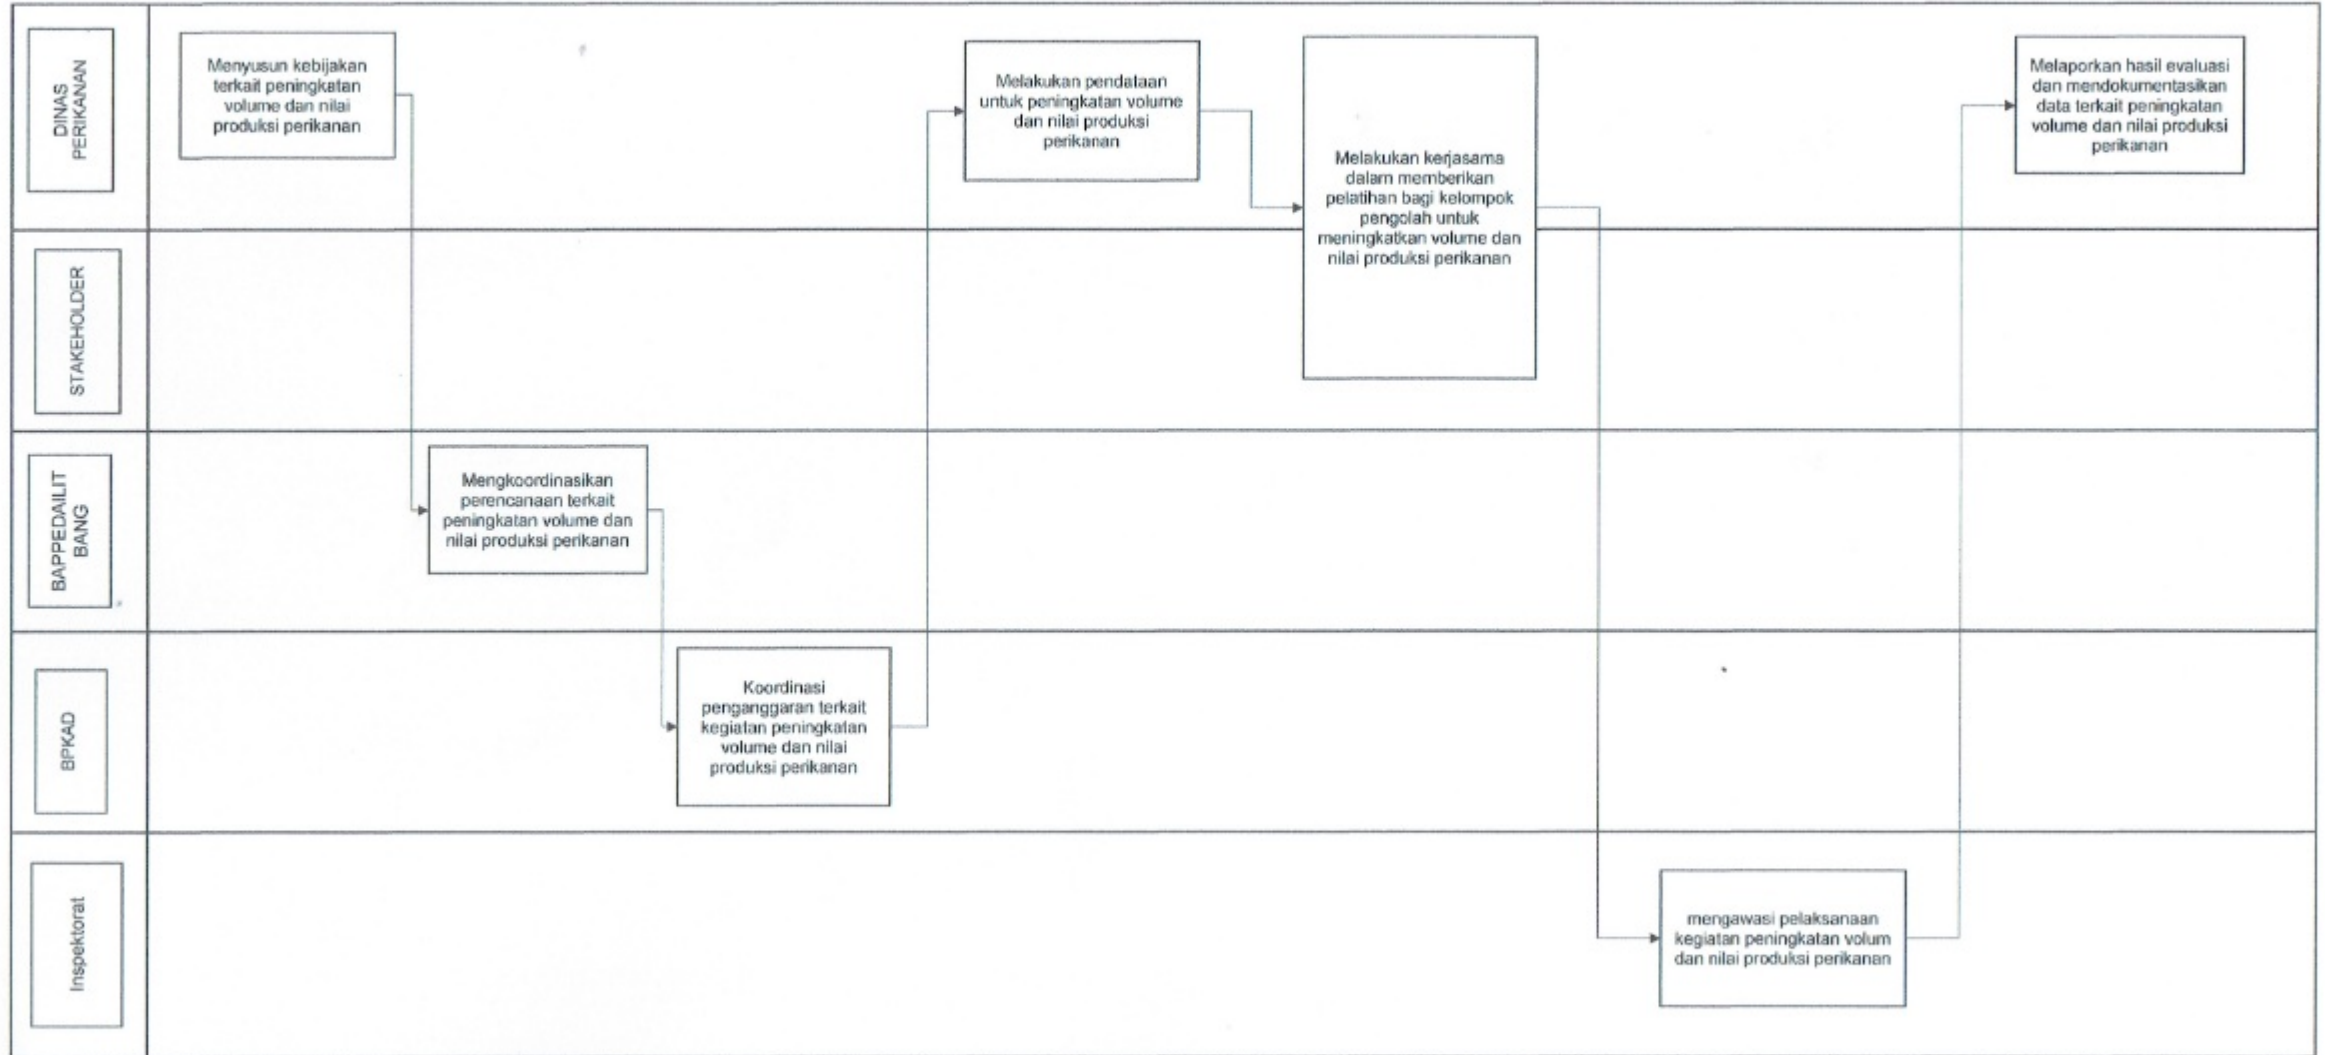 DINAS
PERIKANAN
Menyusun kebijakan
terkait peningkatan
volume dan nilai
produksi perikanan
Melakukan pendataan
untuk peningkatan volume
dan nilai produksi
perikanan
Melakukan kerjasama
dalam memberikan
pelatihan bagi kelompok
pengolah untuk
meningkatkan volume dan
nilai produksi perikanan
Melaporkan hasil evaluasi
dan mendokumentasikan
data terkait peningkatan
volume dan nilai produksi
perikanan
STAKEHOLDER
BAPPEDAILIT
BANG
Mengkoordinasikan
perencanaan terkait
peningkatan volume dan
nilai produksi perikanan
BPKAD
Koordinasi
penganggaran terkait
kegiatan peningkatan
volume dan nilai
produksi perikanan
Inspektorat
mengawasi pelaksanaan
kegiatan peningkatan volum
dan nilai produksi perikanan